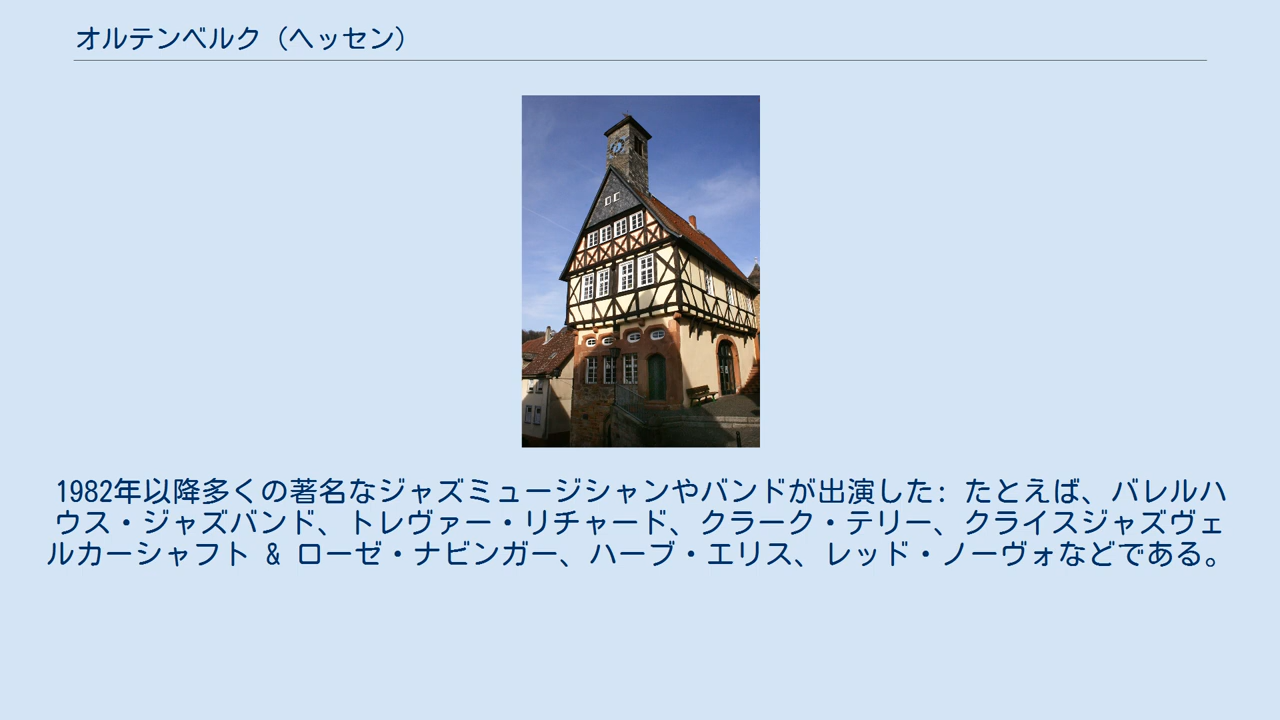 オルテンベルク（ヘッセン）
1982年以降多くの著名なジャズミュージシャンやバンドが出演した: たとえば、バレルハ
ウス・ジャズバンド、トレヴァー・リチャード、クラーク・テリー、クライスジャズヴェ
ルカーシャフト & ローゼ・ナビンガー、ハーブ・エリス、レッド・ノーヴォなどである。